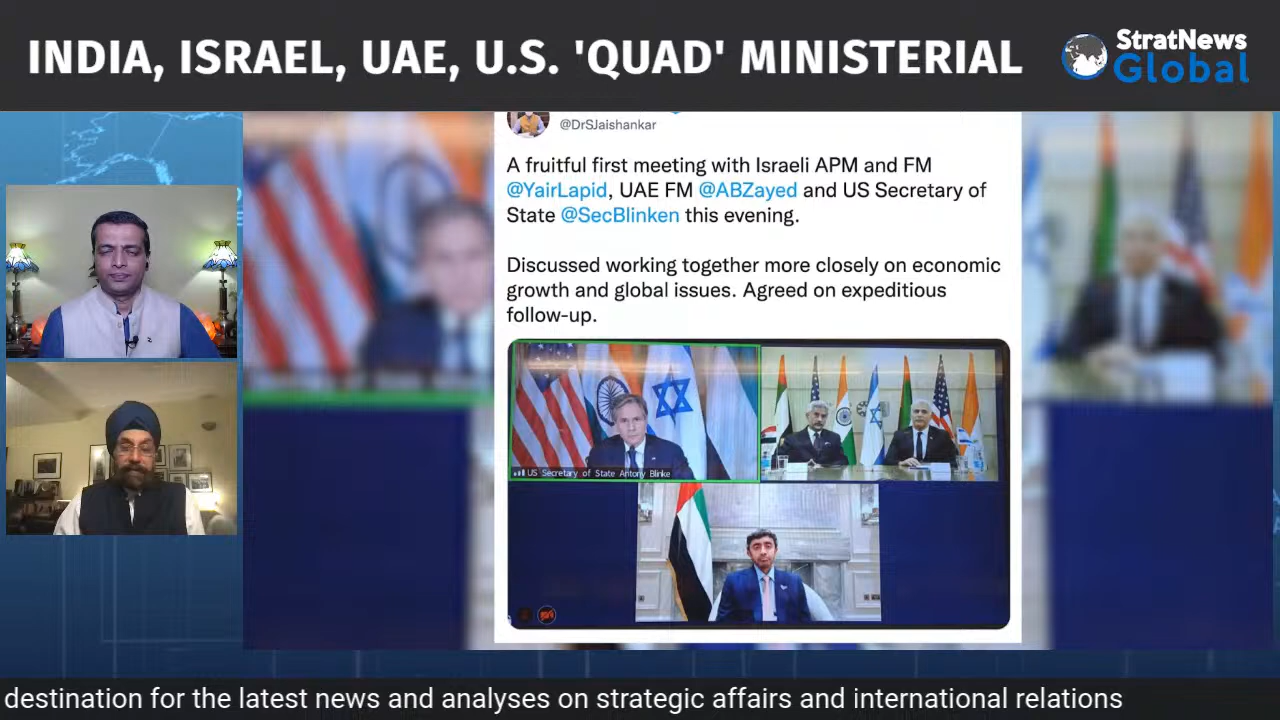 INDIA, ISRAEL, UAE, U.S. 'QUAD' MINISTERIAL
StratNews
Global
@DrSJaishankar
A fruitful first meeting with Israeli APM and FM
@YairLapid, UAE FM @ABZayed and US Secretary of
State @SecBlinken this evening.
Discussed working together more closely on economic
growth and global issues. Agreed on expeditious
follow-up.
US Secretary of State Antony Blinke
destination for the latest news and analyses on strategic affairs and international relations